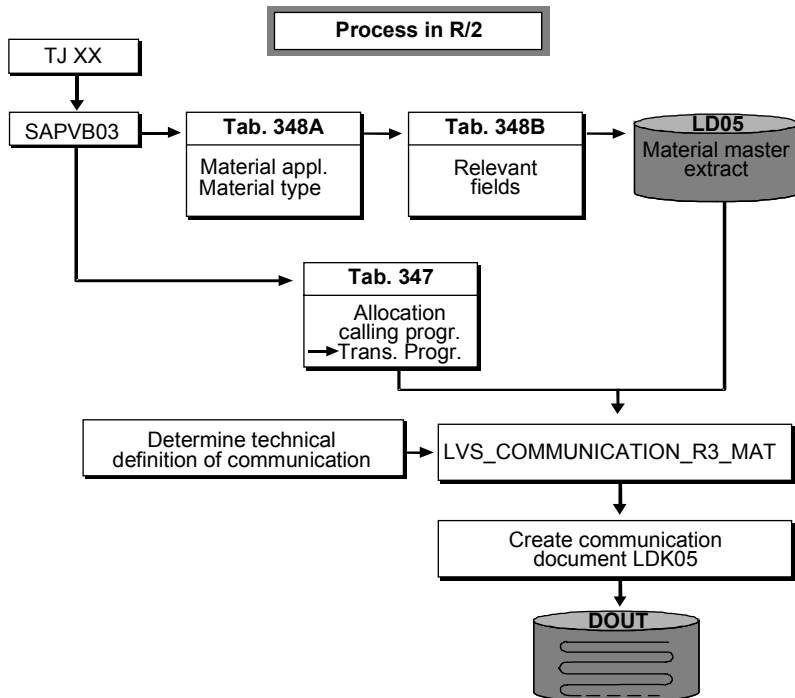 Process in R/2
TJ XX
SAPVB03
Tab. 348A
Material appl.
Material type
Tab. 348B
Relevant
fields
LD05
Material master
extract
Tab. 347
Allocation
calling progr.
Trans. Progr.
Determine technical
definition of communication
LVS_COMMUNICATION_R3_MAT
Create communication
document LDK05
DOUT